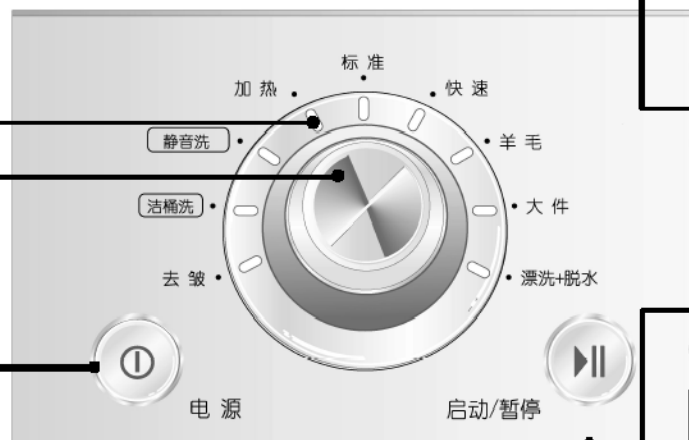 标准
加热
快速
静音洗
羊毛
洁桶洗
大件
去皱
漂洗+脱水
电源
启动/暂停